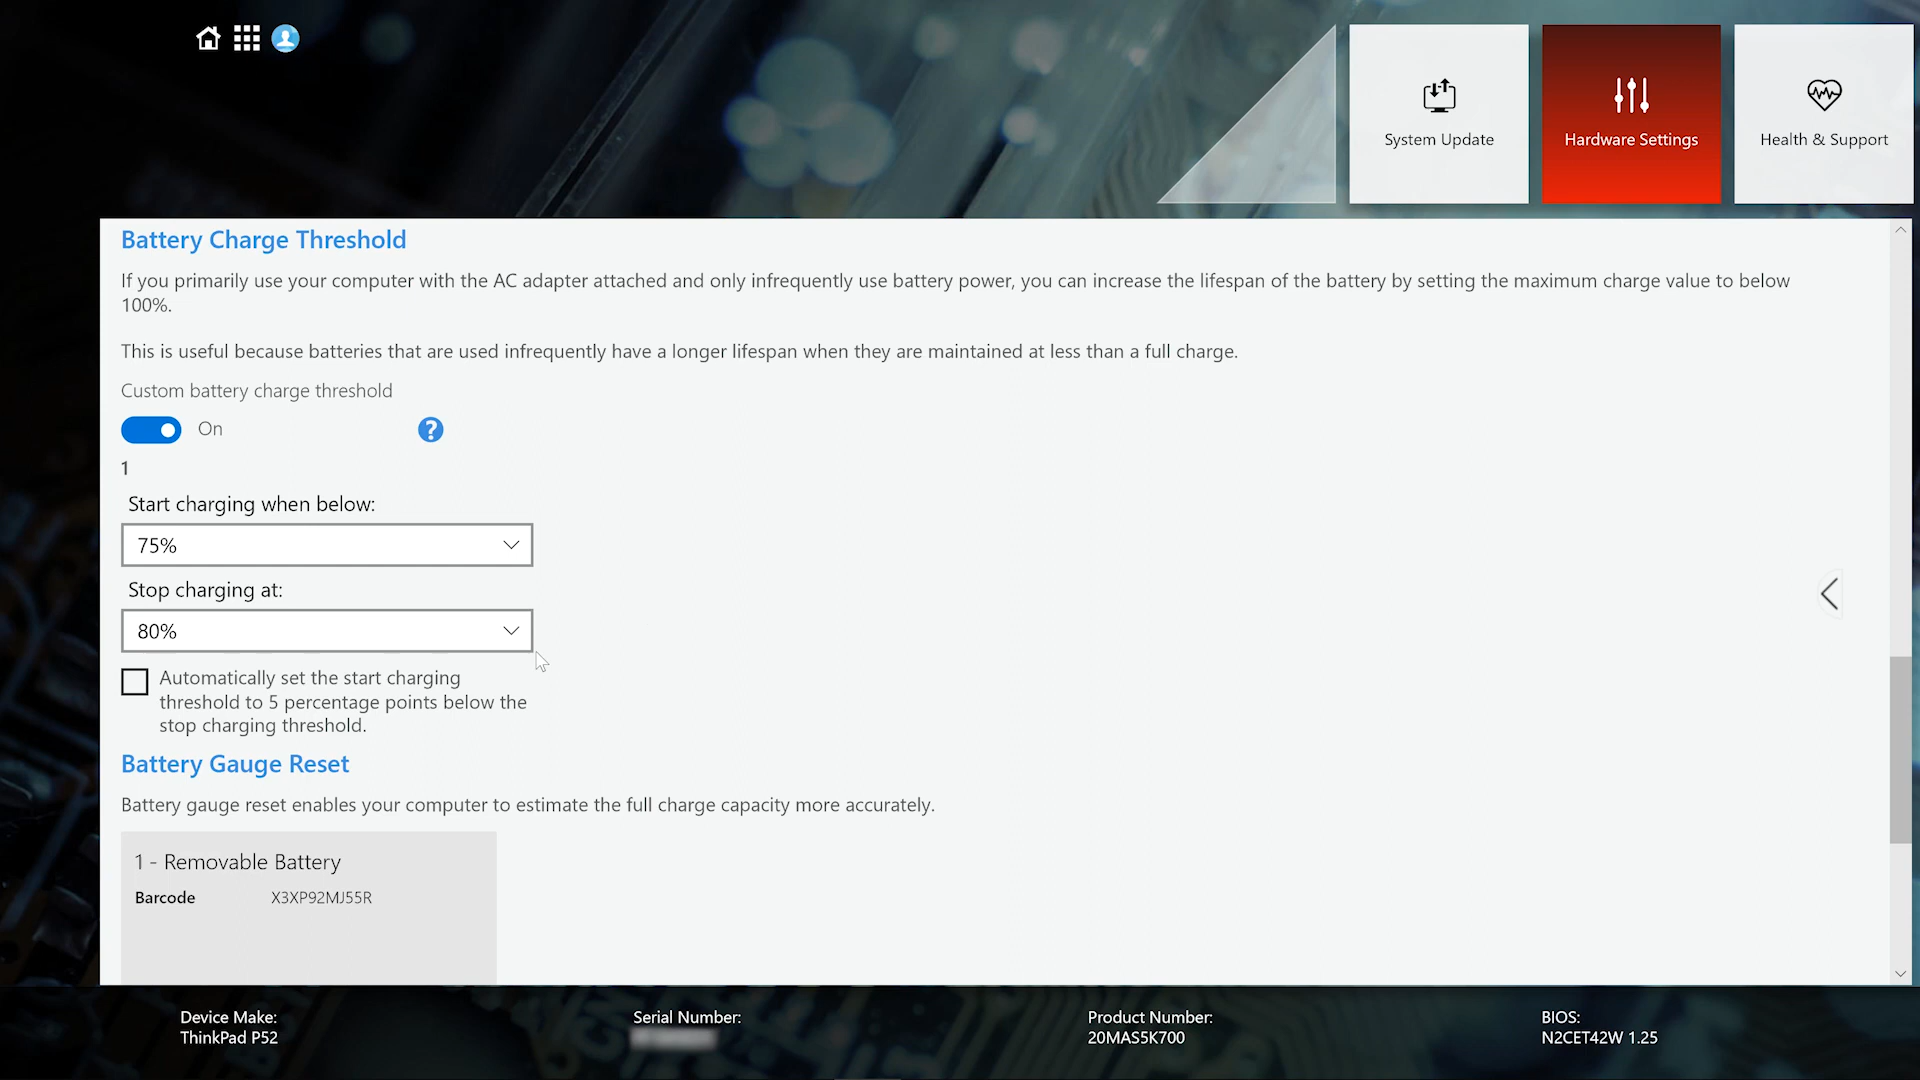 System Update
Hardware Settings
Health & Support
Battery Charge Threshold
If you primarily use your computer with the AC adapter attached and only infrequently use battery power, you can increase the lifespan of the battery by setting the maximum charge value to below
100%.
This is useful because batteries that are used infrequently have a longer lifespan when they are maintained at less than a full charge.
Custom battery charge threshold
On
?
1
Start charging when below:
75%
Stop charging at:
80%
Automatically set the start charging
threshold to 5 percentage points below the
stop charging threshold.
Battery Gauge Reset
Battery gauge reset enables your computer to estimate the full charge capacity more accurately.
1 - Removable Battery
Barcode X3XP92MJ55R
Device Make:
ThinkPad P52
Serial Number:
Product Number:
20MAS5K700
BIOS:
N2CET42W 1.25